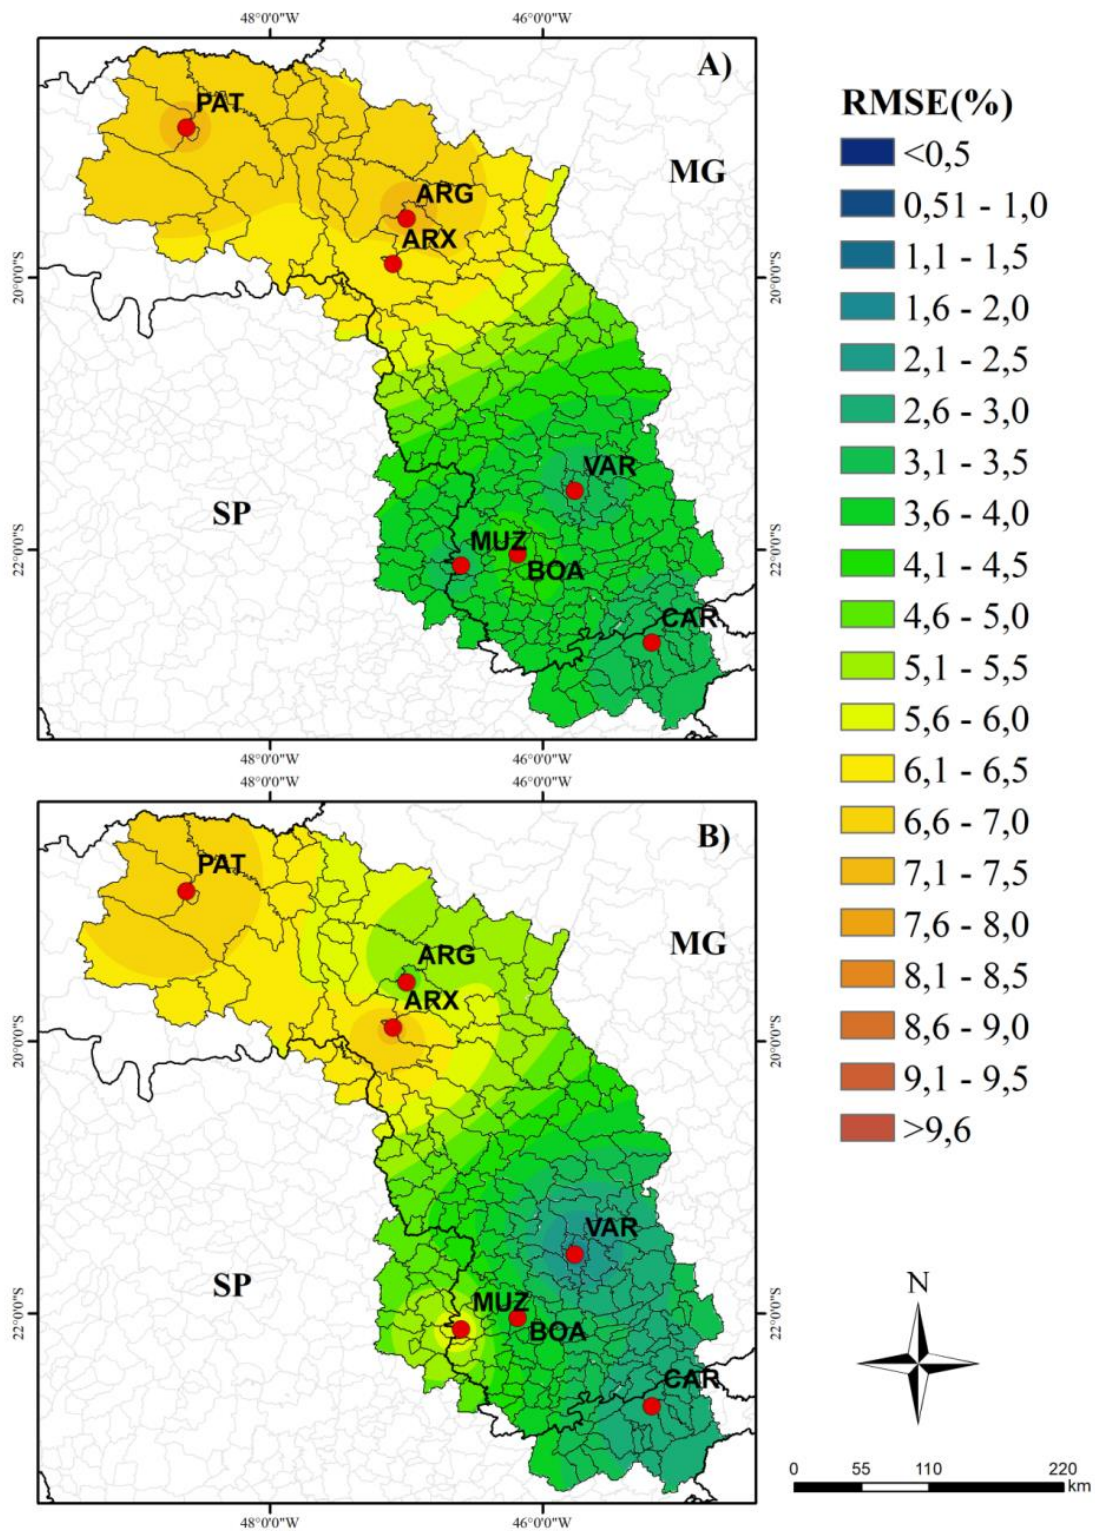 48°0'0"W 46°0'0"W
A)
PAT
MG
ARG
ARX
20°0'0"S 20°0'0"S
VAR
SP
MUZ
22°0'0"S 22°0'0"S
BOA
CAR
48°0'0"W 46°0'0"W
48°0'0"W 46°0'0"W
B)
PAT
MG
ARG
ARX
20°0'0"S 20°0'0"S
VAR
SP
MUZ
22°0'0"S 22°0'0"S
BOA
CAR
48°0'0"W 46°0'0"W
RMSE(%)
<0,5
0,51 - 1,0
1,1 - 1,5
1,6 - 2,0
2,1 - 2,5
2,6 - 3,0
3,1 - 3,5
3,6 - 4,0
4,1 - 4,5
4,6 - 5,0
5,1 - 5,5
5,6 - 6,0
6,1 - 6,5
6,6 - 7,0
7,1 - 7,5
7,6 - 8,0
8,1 - 8,5
8,6 - 9,0
9,1 - 9,5
>9,6
N
0 55 110 220
km